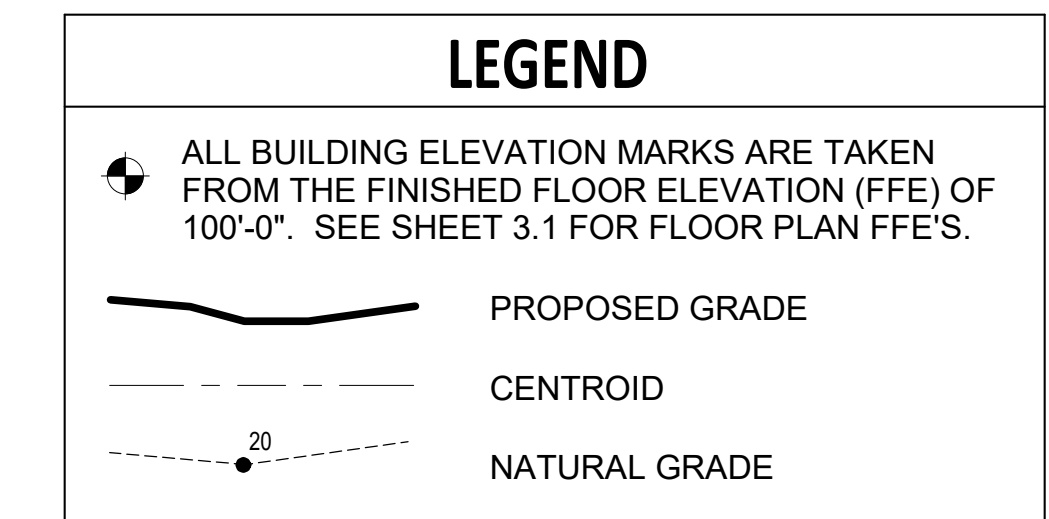 LEGEND
ALL BUILDING ELEVATION MARKS ARE TAKEN
FROM THE FINISHED FLOOR ELEVATION (FFE) OF
100'-0". SEE SHEET 3.1 FOR FLOOR PLAN FFE'S.
PROPOSED GRADE
CENTROID
20
NATURAL GRADE